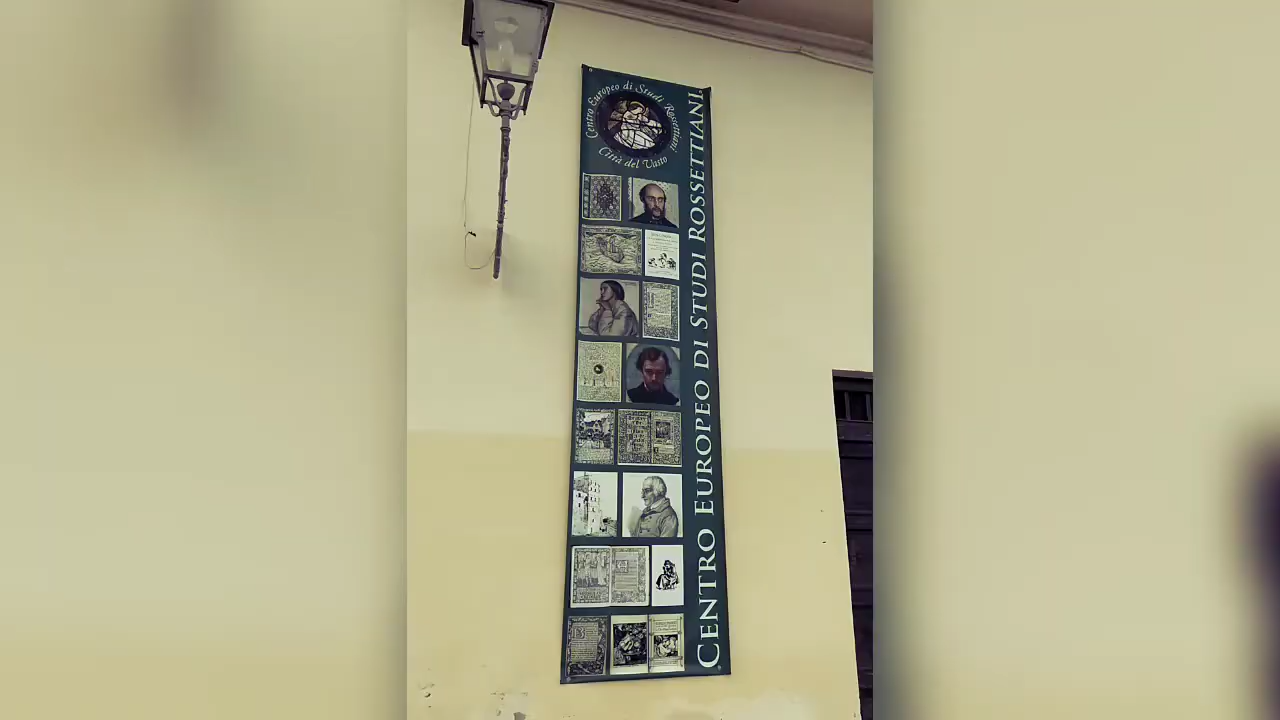 Centro Europeo di Studi Rossettiani
Città del Vasto
CENTRO EUROPEO DI STUDI ROSSETTIANI